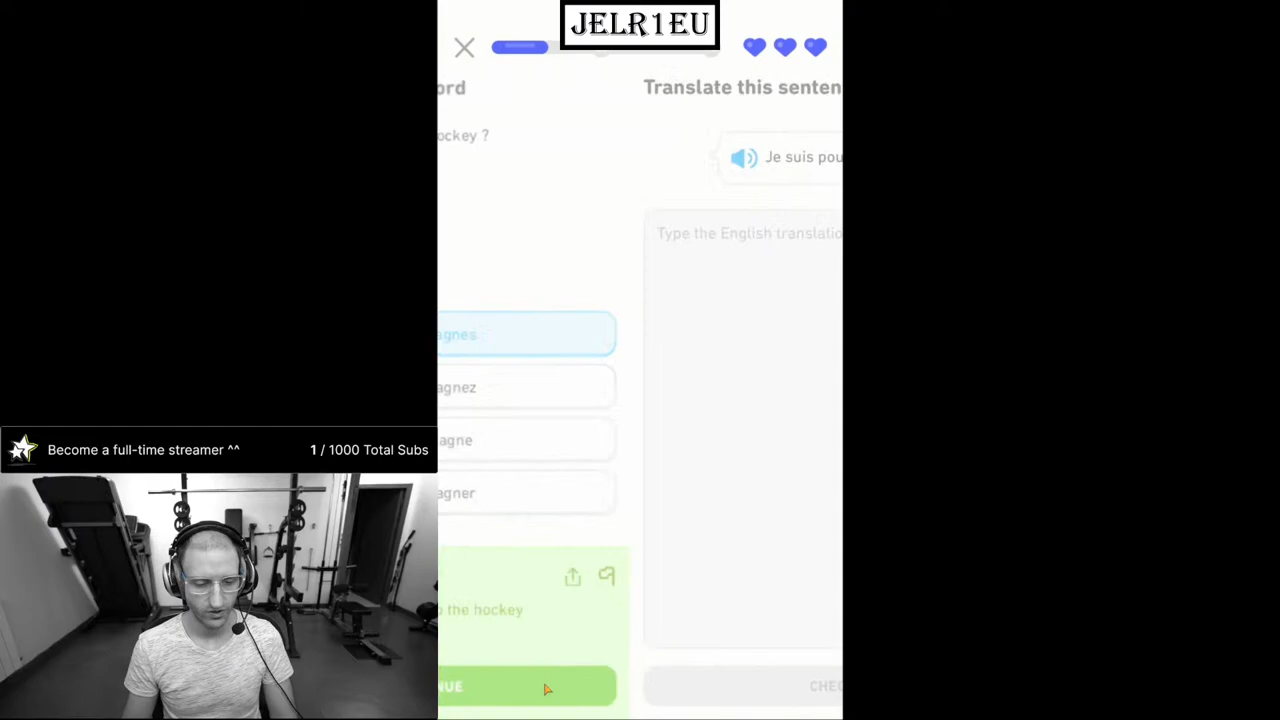 JELR1EU
ord
Translate this senten
ockey ?
Je suis pou
Type the English translatio
agnes
agnez
agne
agner
Become a full-time streamer ^^
1 / 1000 Total Subs
o the hockey
NUE
CHEC